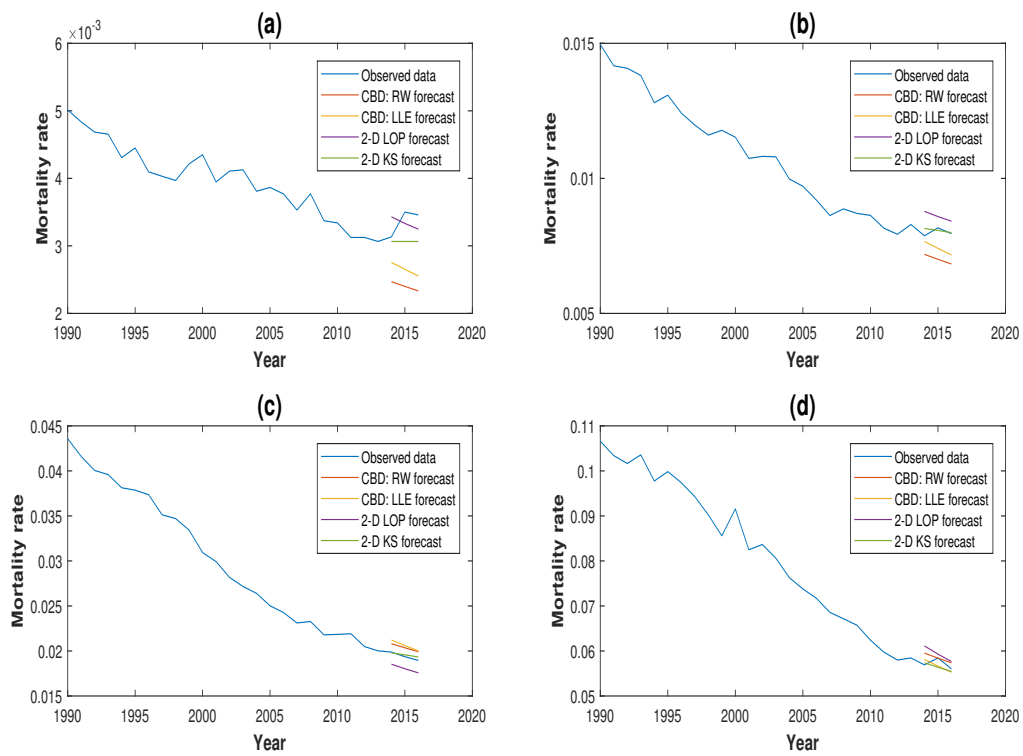 (a)
×10⁻³
6
5
4
3
2
Mortality rate
1990 1995 2000 2005 2010 2015 2020
Year
Observed data
CBD: RW forecast
CBD: LLE forecast
2-D LOP forecast
2-D KS forecast
(b)
0.015
0.01
0.005
Mortality rate
1990 1995 2000 2005 2010 2015 2020
Year
Observed data
CBD: RW forecast
CBD: LLE forecast
2-D LOP forecast
2-D KS forecast
(c)
0.045
0.04
0.035
0.03
0.025
0.02
0.015
Mortality rate
1990 1995 2000 2005 2010 2015 2020
Year
Observed data
CBD: RW forecast
CBD: LLE forecast
2-D LOP forecast
2-D KS forecast
(d)
0.11
0.1
0.09
0.08
0.07
0.06
0.05
Mortality rate
1990 1995 2000 2005 2010 2015 2020
Year
Observed data
CBD: RW forecast
CBD: LLE forecast
2-D LOP forecast
2-D KS forecast